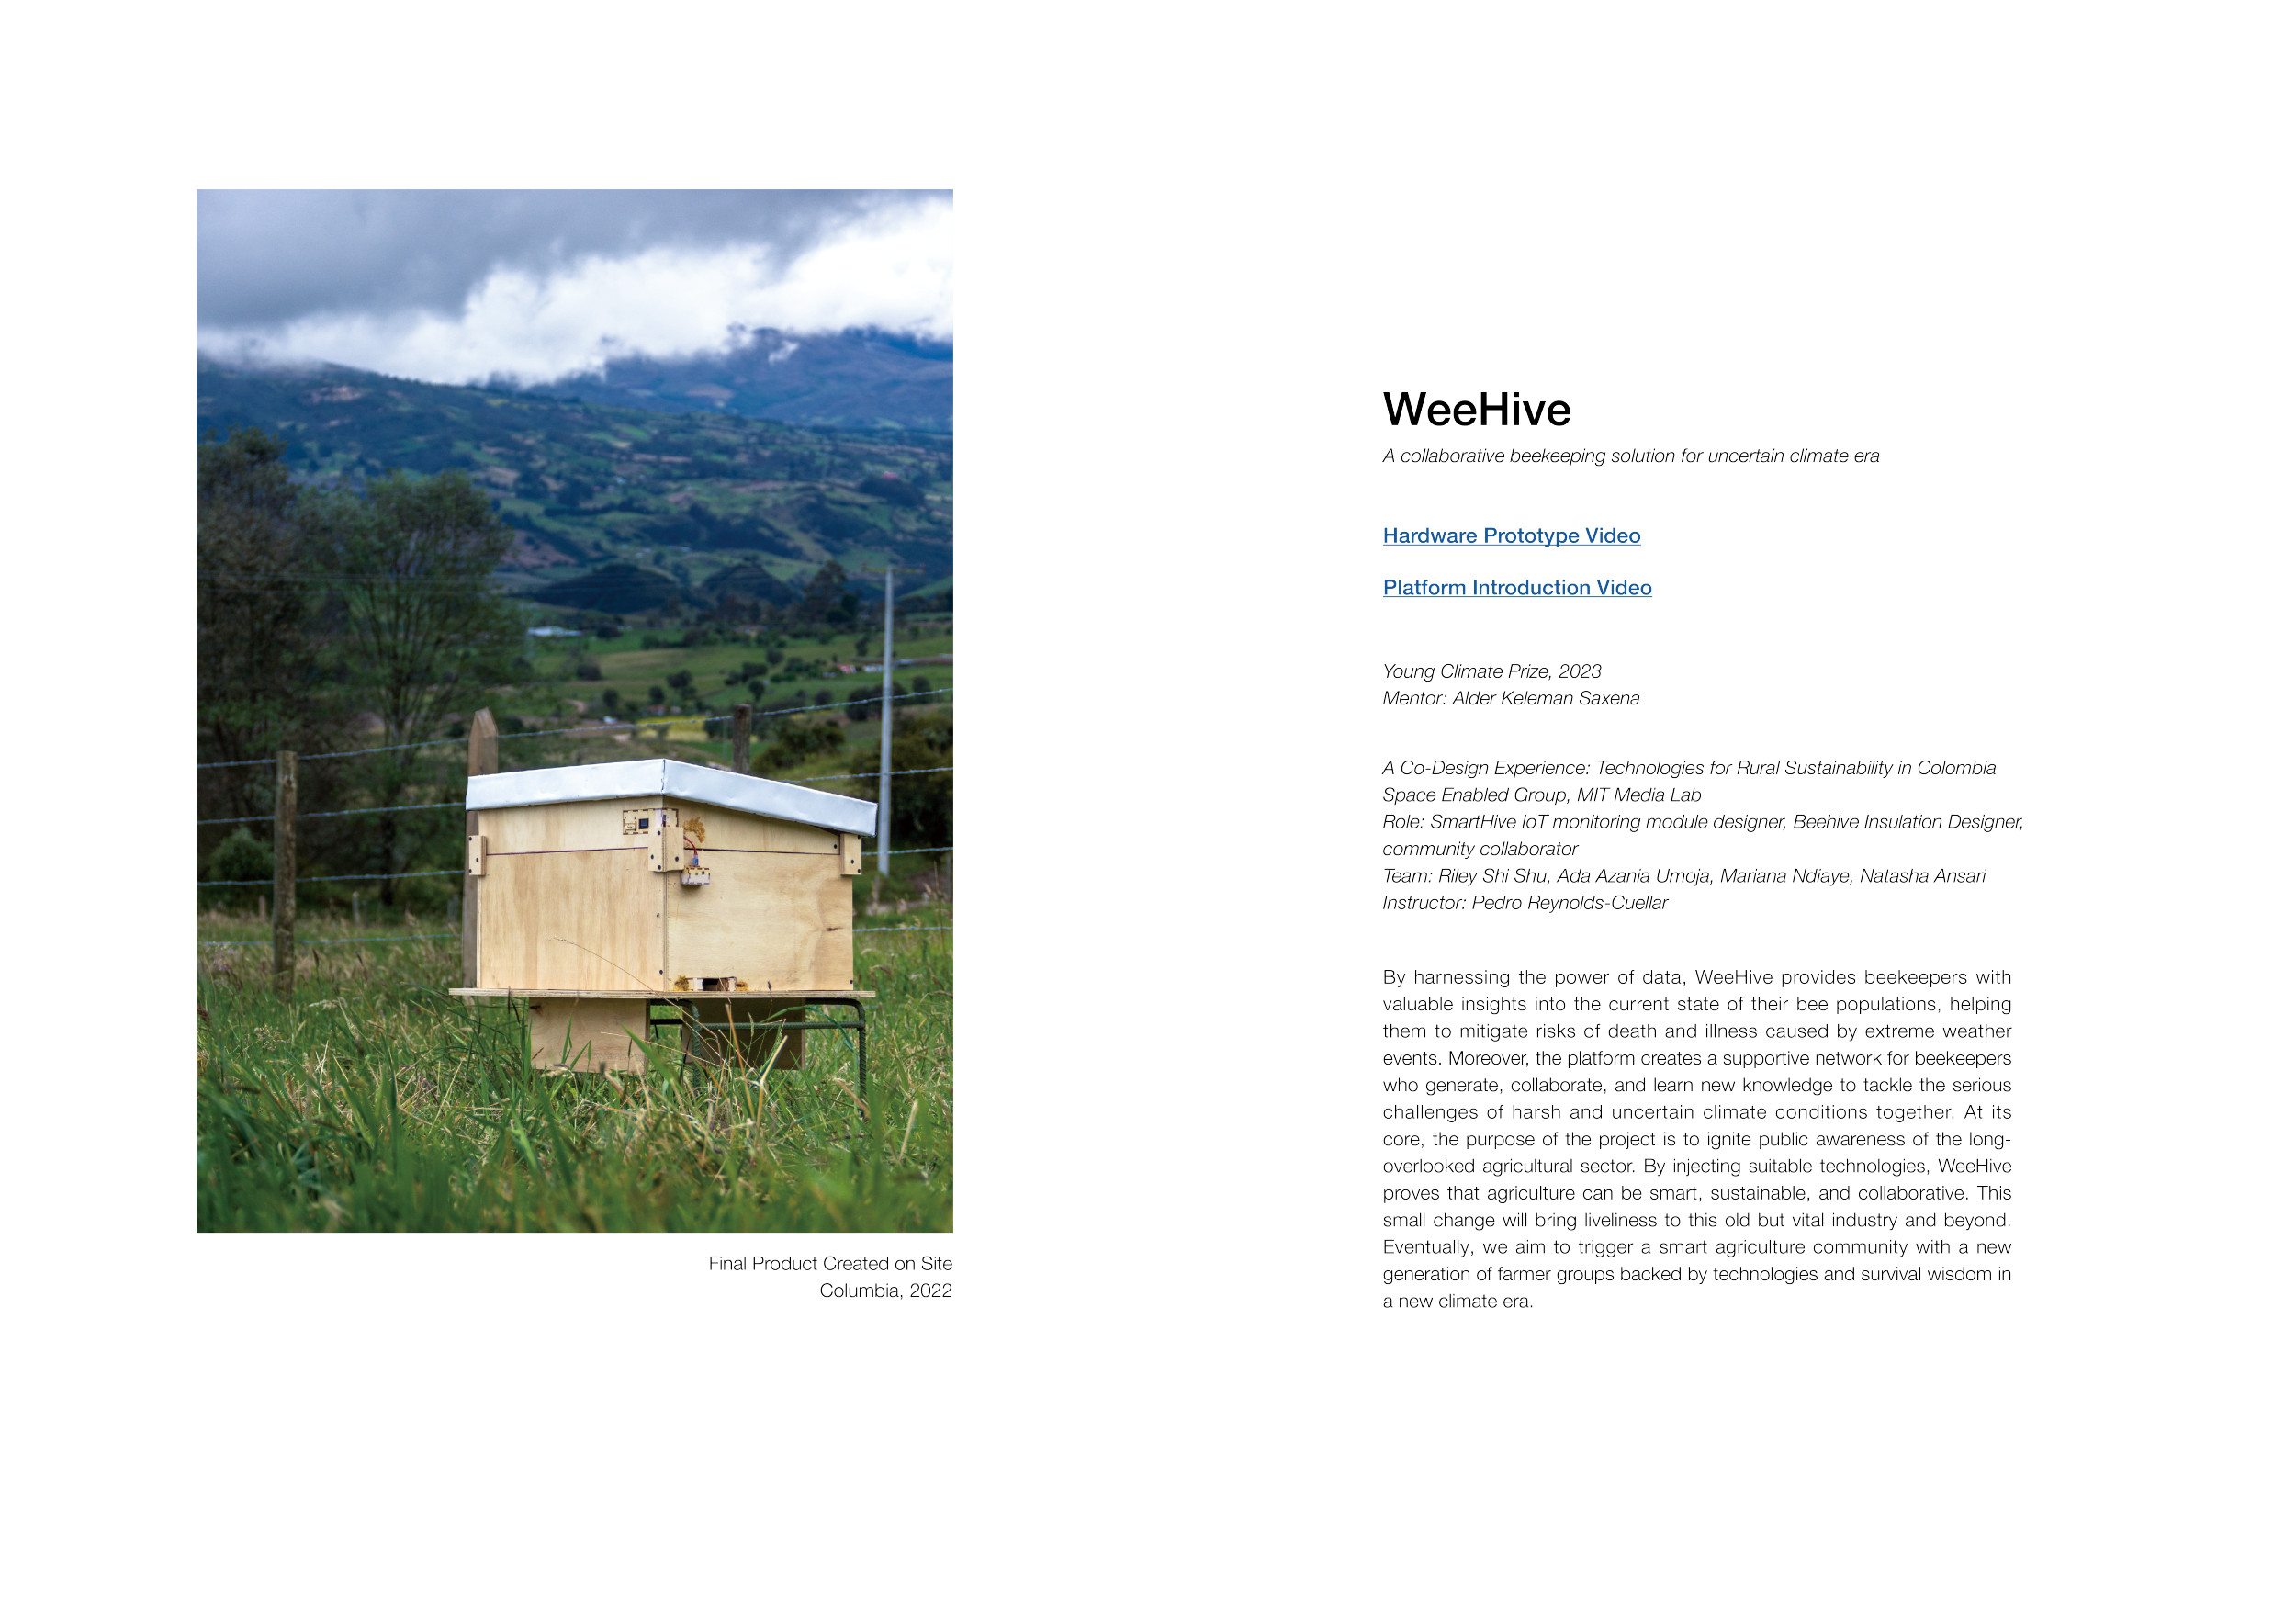 Final Product Created on Site
Columbia, 2022
WeeHive
A collaborative beekeeping solution for uncertain climate era
Hardware Prototype Video
Platform Introduction Video
Young Climate Prize, 2023
Mentor: Alder Keleman Saxena
A Co-Design Experience: Technologies for Rural Sustainability in Colombia
Space Enabled Group, MIT Media Lab
Role: SmartHive IoT monitoring module designer, Beehive Insulation Designer,
community collaborator
Team: Riley Shi Shu, Ada Azania Umoja, Mariana Ndiaye, Natasha Ansari
Instructor: Pedro Reynolds-Cuellar
By harnessing the power of data, WeeHive provides beekeepers with
valuable insights into the current state of their bee populations, helping
them to mitigate risks of death and illness caused by extreme weather
events. Moreover, the platform creates a supportive network for beekeepers
who generate, collaborate, and learn new knowledge to tackle the serious
challenges of harsh and uncertain climate conditions together. At its
core, the purpose of the project is to ignite public awareness of the long-
overlooked agricultural sector. By injecting suitable technologies, WeeHive
proves that agriculture can be smart, sustainable, and collaborative. This
small change will bring liveliness to this old but vital industry and beyond.
Eventually, we aim to trigger a smart agriculture community with a new
generation of farmer groups backed by technologies and survival wisdom in
a new climate era.